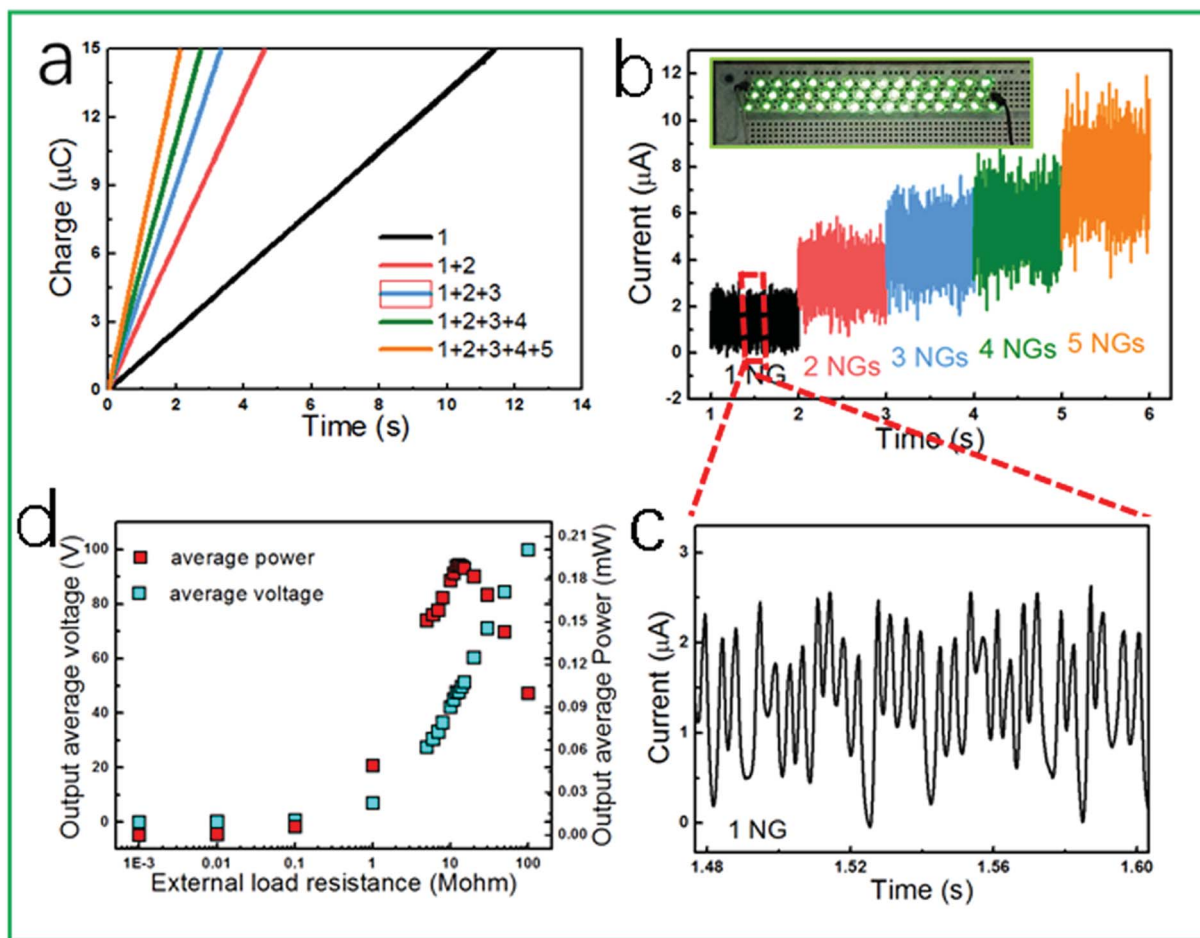 a
Charge (μC)
15
12
9
6
3
0
0 2 4 6 8 10 12 14
Time (s)
1
1+2
1+2+3
1+2+3+4
1+2+3+4+5
b
Current (μA)
12
10
8
6
4
2
0
-2
1 NG
2 NGs
3 NGs
4 NGs
5 NGs
1 2 3 4 5 6
Time (s)
d
Output average voltage (V)
100
80
60
40
20
0
average power
average voltage
0.21
0.18
0.15
0.12
0.09
0.06
0.03
0.00
Output average Power (mW)
1E-3 0.01 0.1 1 10 100
External load resistance (Mohm)
c
Current (μA)
3
2
1
0
1 NG
1.48 1.52 1.56 1.60
Time (s)